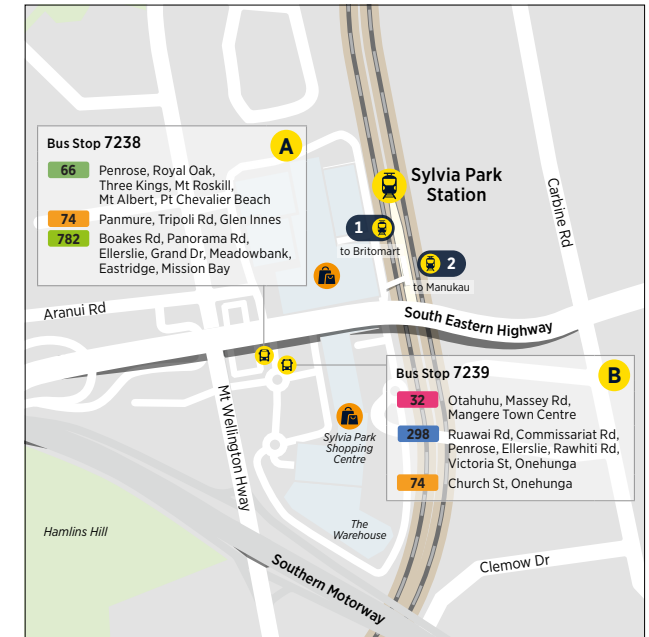 Bus Stop 7238
A
66
Penrose, Royal Oak,
Three Kings, Mt Roskill,
Mt Albert, Pt Chevalier Beach
74
Panmure, Tripoli Rd, Glen Innes
782
Boakes Rd, Panorama Rd,
Ellerslie, Grand Dr, Meadowbank,
Eastridge, Mission Bay
Sylvia Park
Station
1
to Britomart
2
to Manukau
Carbine Rd
Aranui Rd
South Eastern Highway
Bus Stop 7239
B
32
Otahuhu, Massey Rd,
Mangere Town Centre
298
Ruawai Rd, Commissariat Rd,
Penrose, Ellerslie, Rawhiti Rd,
Victoria St, Onehunga
74
Church St, Onehunga
Mt Wellington Hway
Sylvia Park
Shopping
Centre
Hamlins Hill
The
Warehouse
Clemow Dr
Southern Motorway